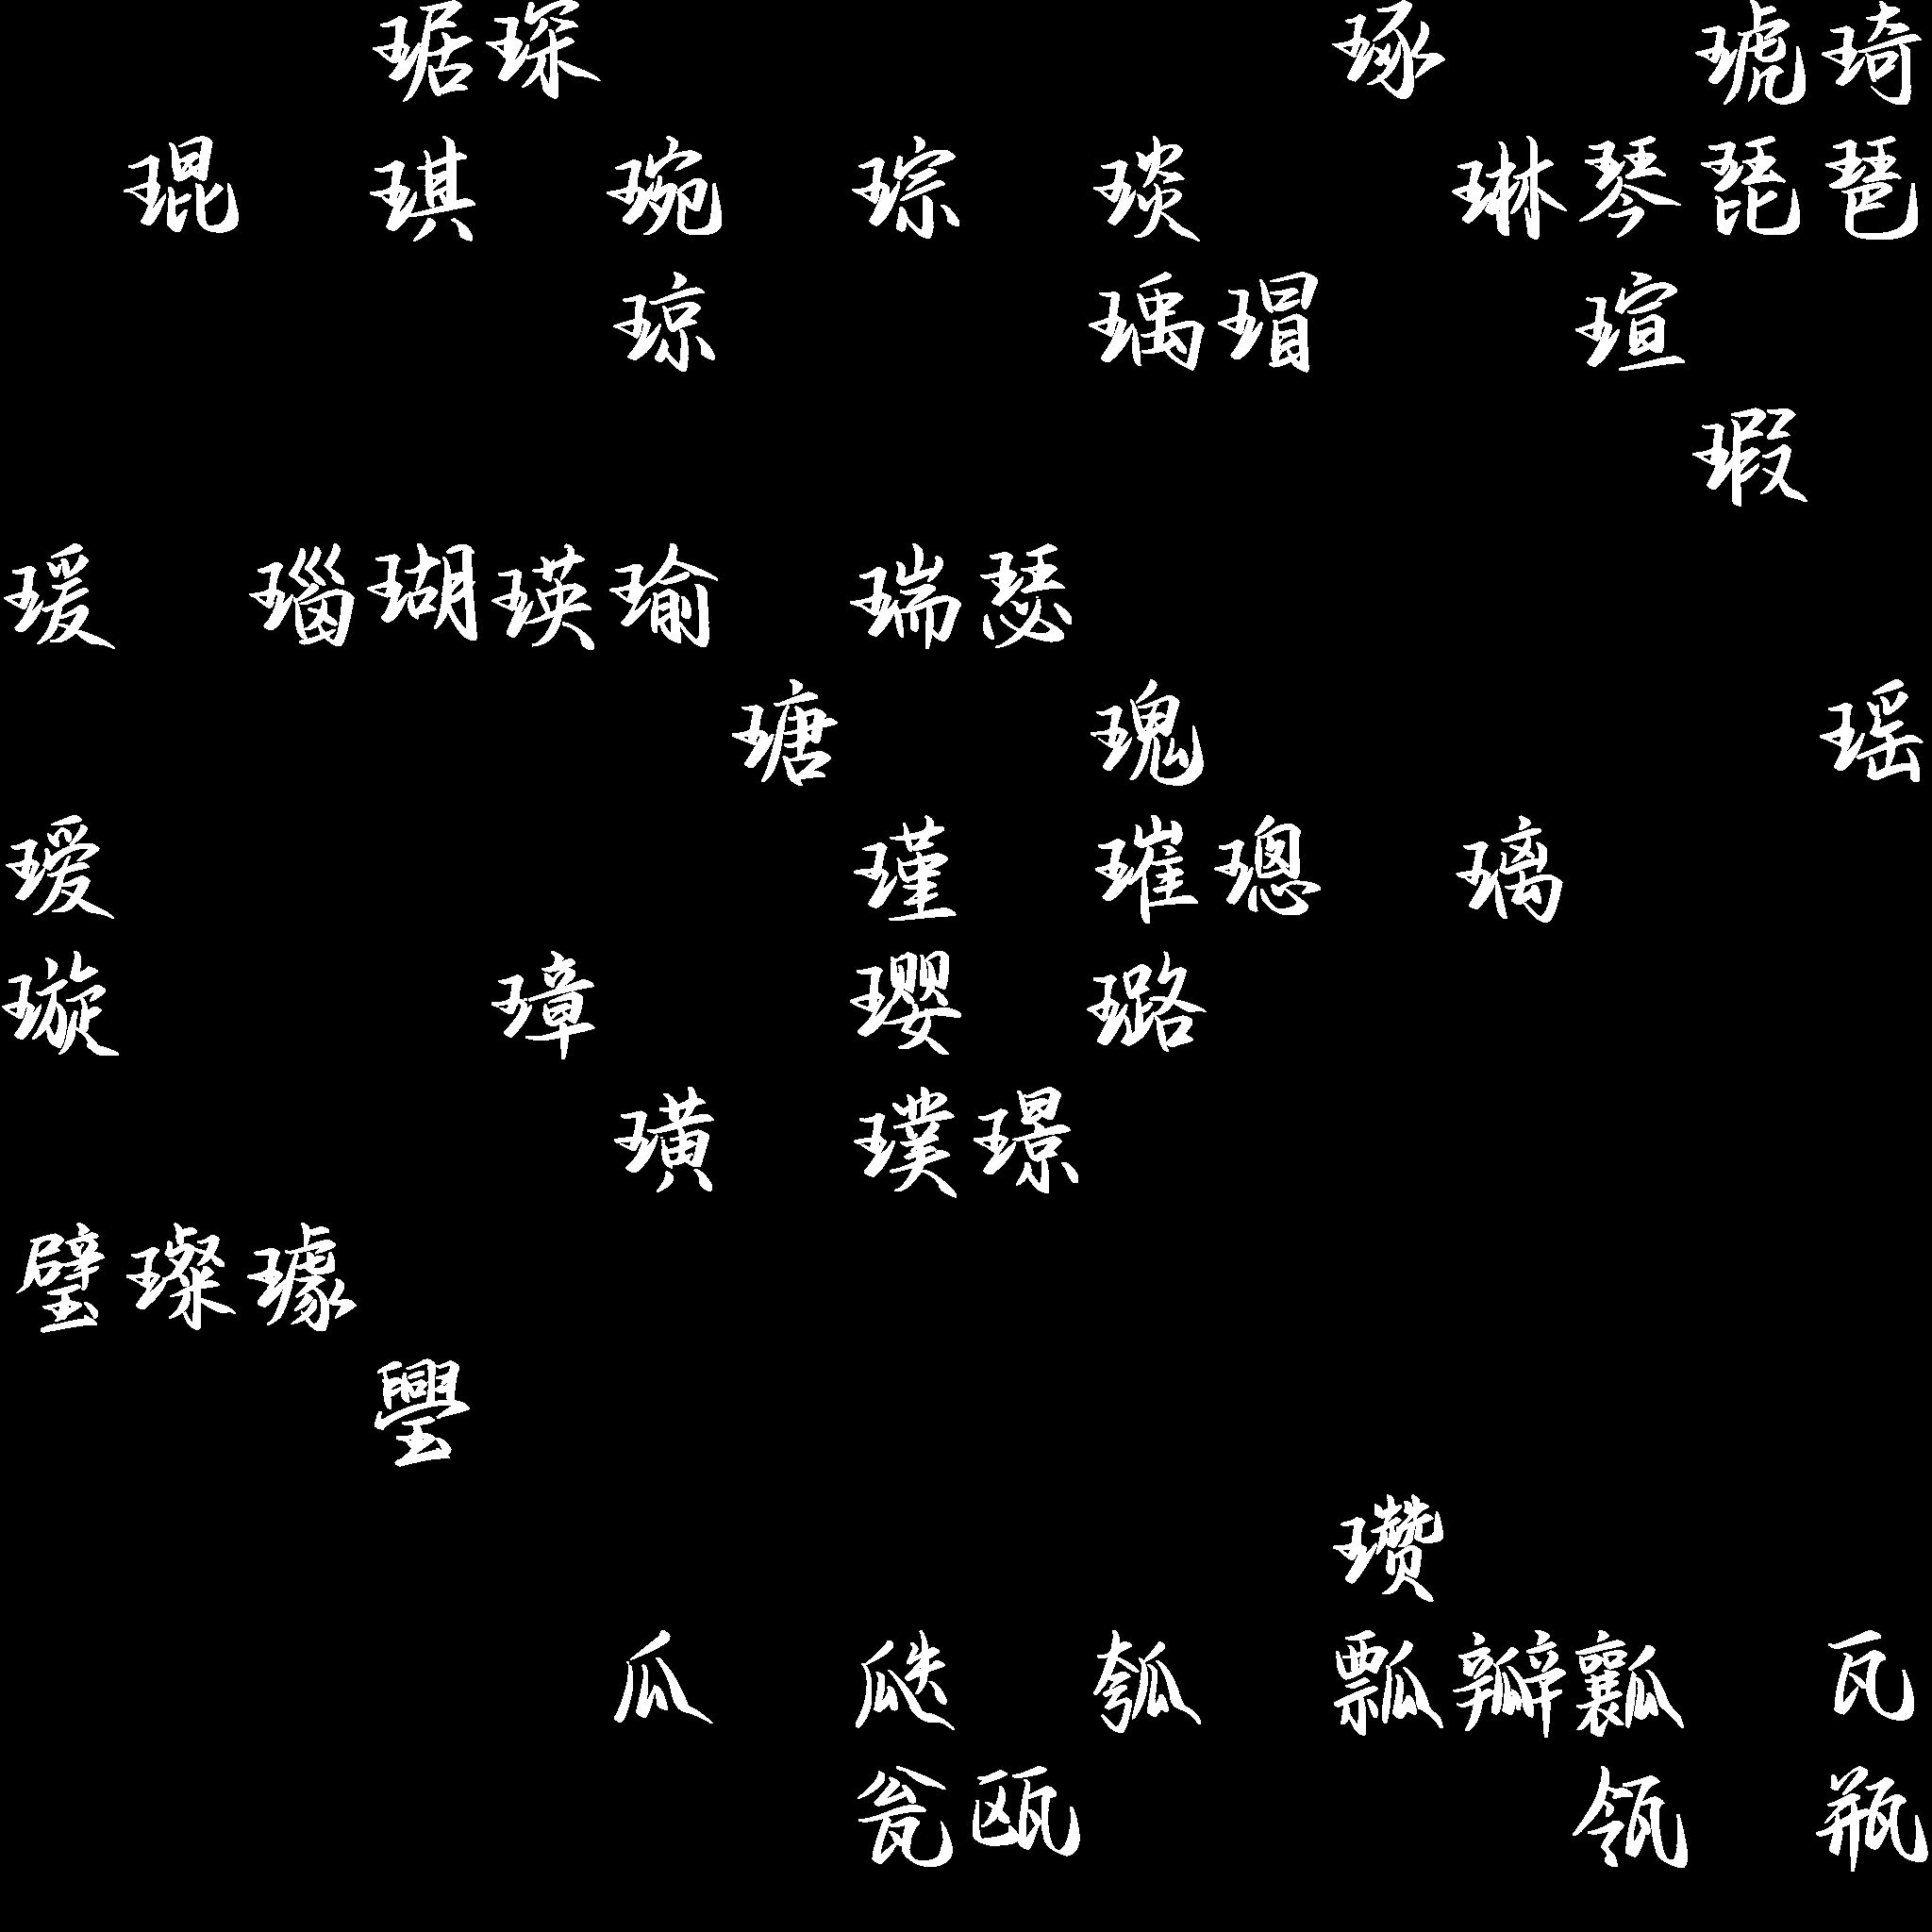 琚琛琢琥琦
琨琪琬琮琰琳琴琵琶
琼瑀瑁瑄
瑕
瑗瑙瑚瑛瑜瑞瑟
瑭瑰瑶
瑷瑾璀璁璃
璇璋璎璐
璜璞璟
璧璨璩
璺
瓒
瓜瓞瓠瓢瓣瓤瓦
瓮瓯瓴瓶